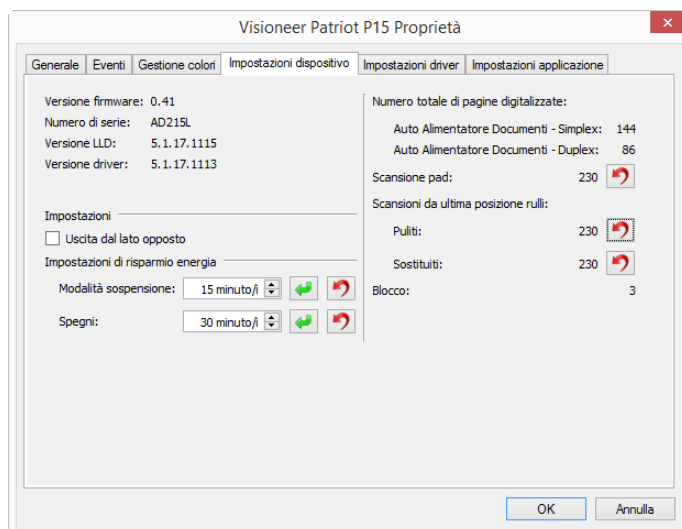 Visioneer Patriot P15 Proprietà
Generale
Eventi
Gestione colori
Impostazioni dispositivo
Impostazioni driver
Impostazioni applicazione
Versione firmware: 0.41
Numero di serie: AD215L
Versione LLD: 5.1.17.1115
Versione driver: 5.1.17.1113
Impostazioni
Uscita dal lato opposto
Impostazioni di risparmio energia
Modalità sospensione: 15 minuto/i
Spegni: 30 minuto/i
Numero totale di pagine digitalizzate:
Auto Alimentatore Documenti - Simplex: 144
Auto Alimentatore Documenti - Duplex: 86
Scansione pad: 230
Scansioni da ultima posizione rulli:
Puliti: 230
Sostituiti: 230
Blocco: 3
OK
Annulla